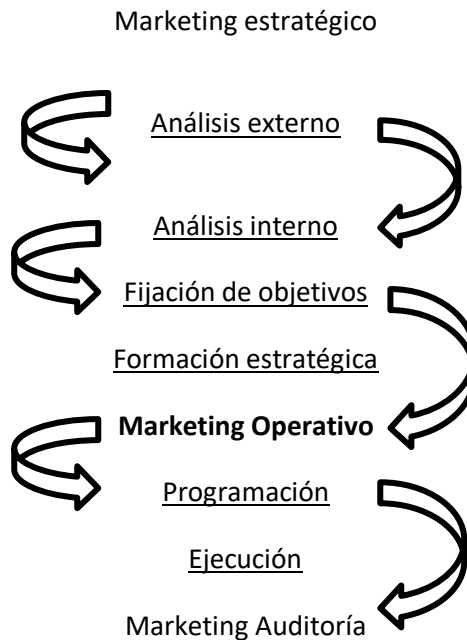 Marketing estratégico
Análisis externo
Análisis interno
Fijación de objetivos
Formación estratégica
Marketing Operativo
Programación
Ejecución
Marketing Auditoría